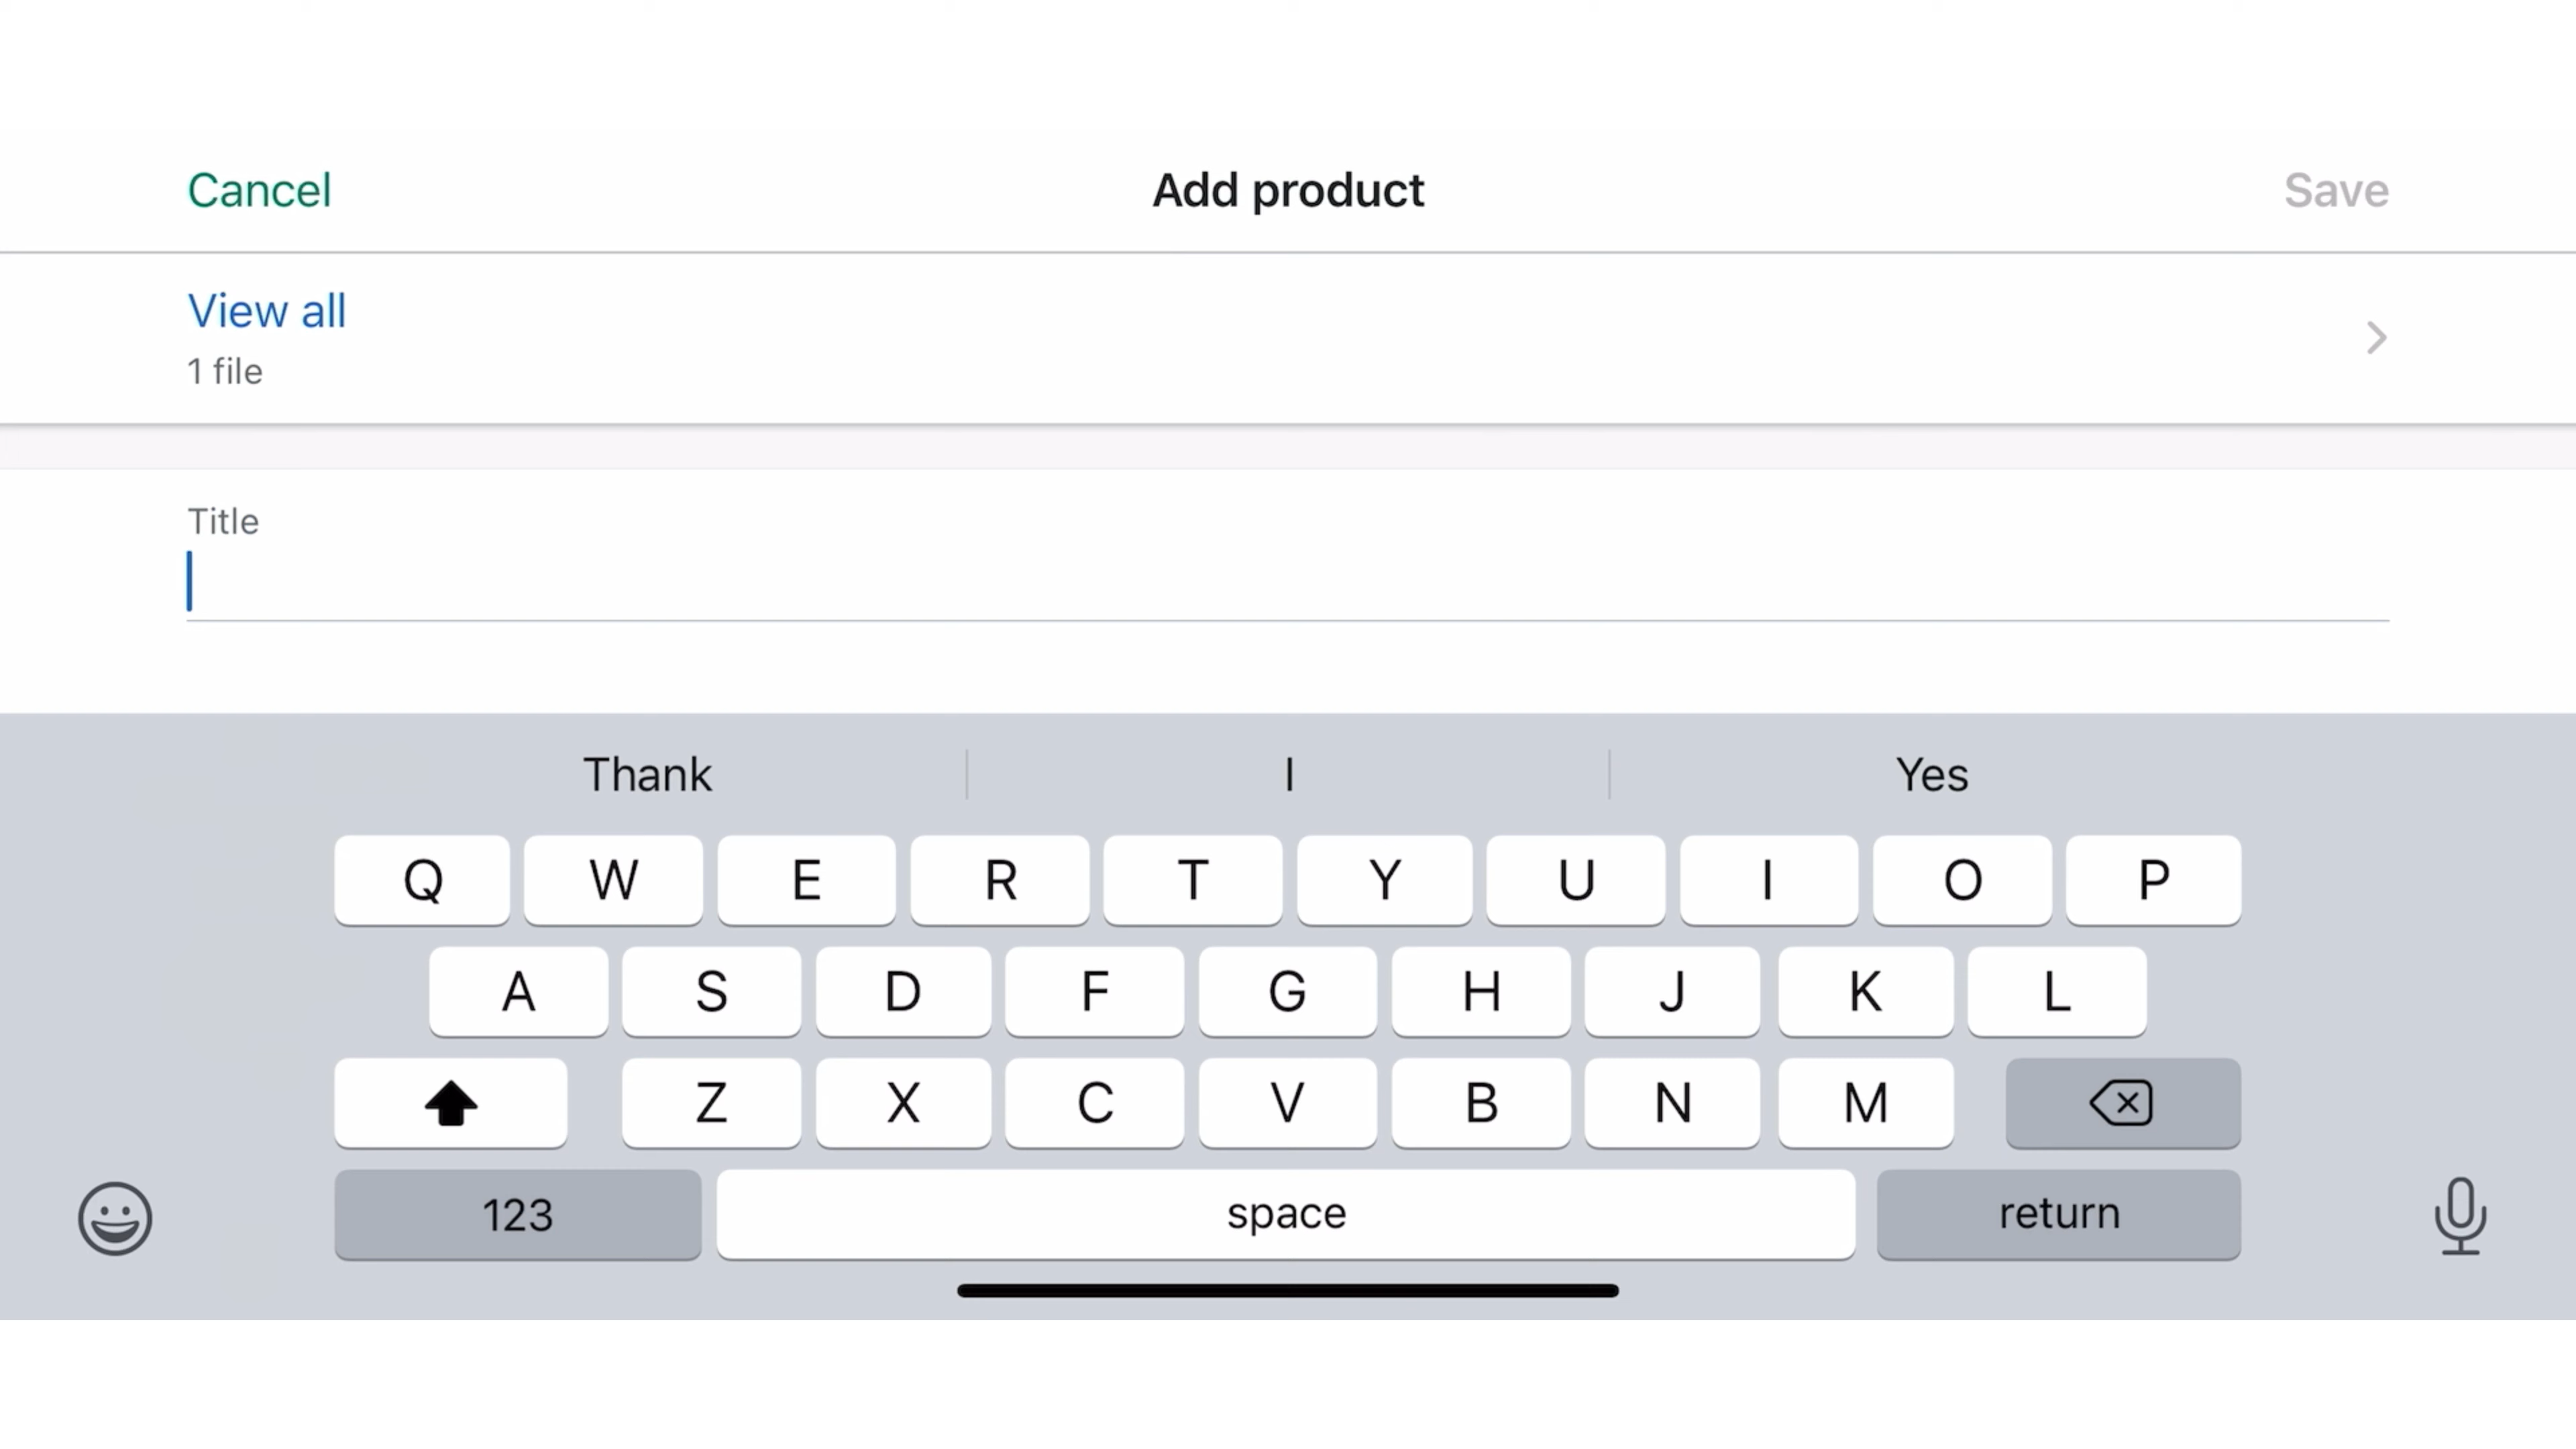 Cancel Add product Save
View all
1 file
Title
Thank I Yes
Q W E R T Y U I O P
A S D F G H J K L
Z X C V B N M
123 space return